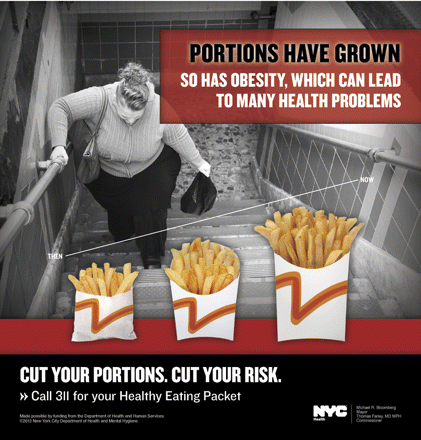 PORTIONS HAVE GROWN
SO HAS OBESITY, WHICH CAN LEAD
TO MANY HEALTH PROBLEMS
NOW
THEN
CUT YOUR PORTIONS. CUT YOUR RISK.
» Call 311 for your Healthy Eating Packet
Made possible by funding from the Department of Health and Human Services
©2012 New York City Department of Health and Mental Hygiene
NYC
Health
Michael R. Bloomberg
Mayor
Thomas Farley, MD MPH
Commissioner